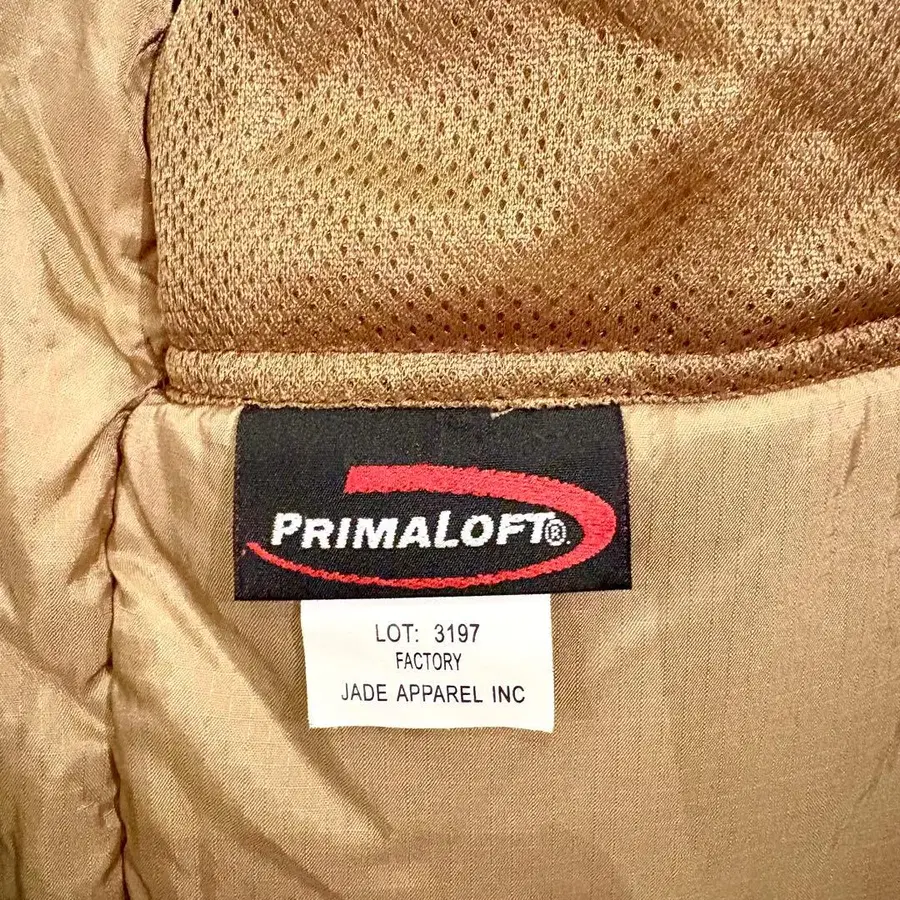 PRIMALOFT®
LOT: 3197
FACTORY
JADE APPAREL INC